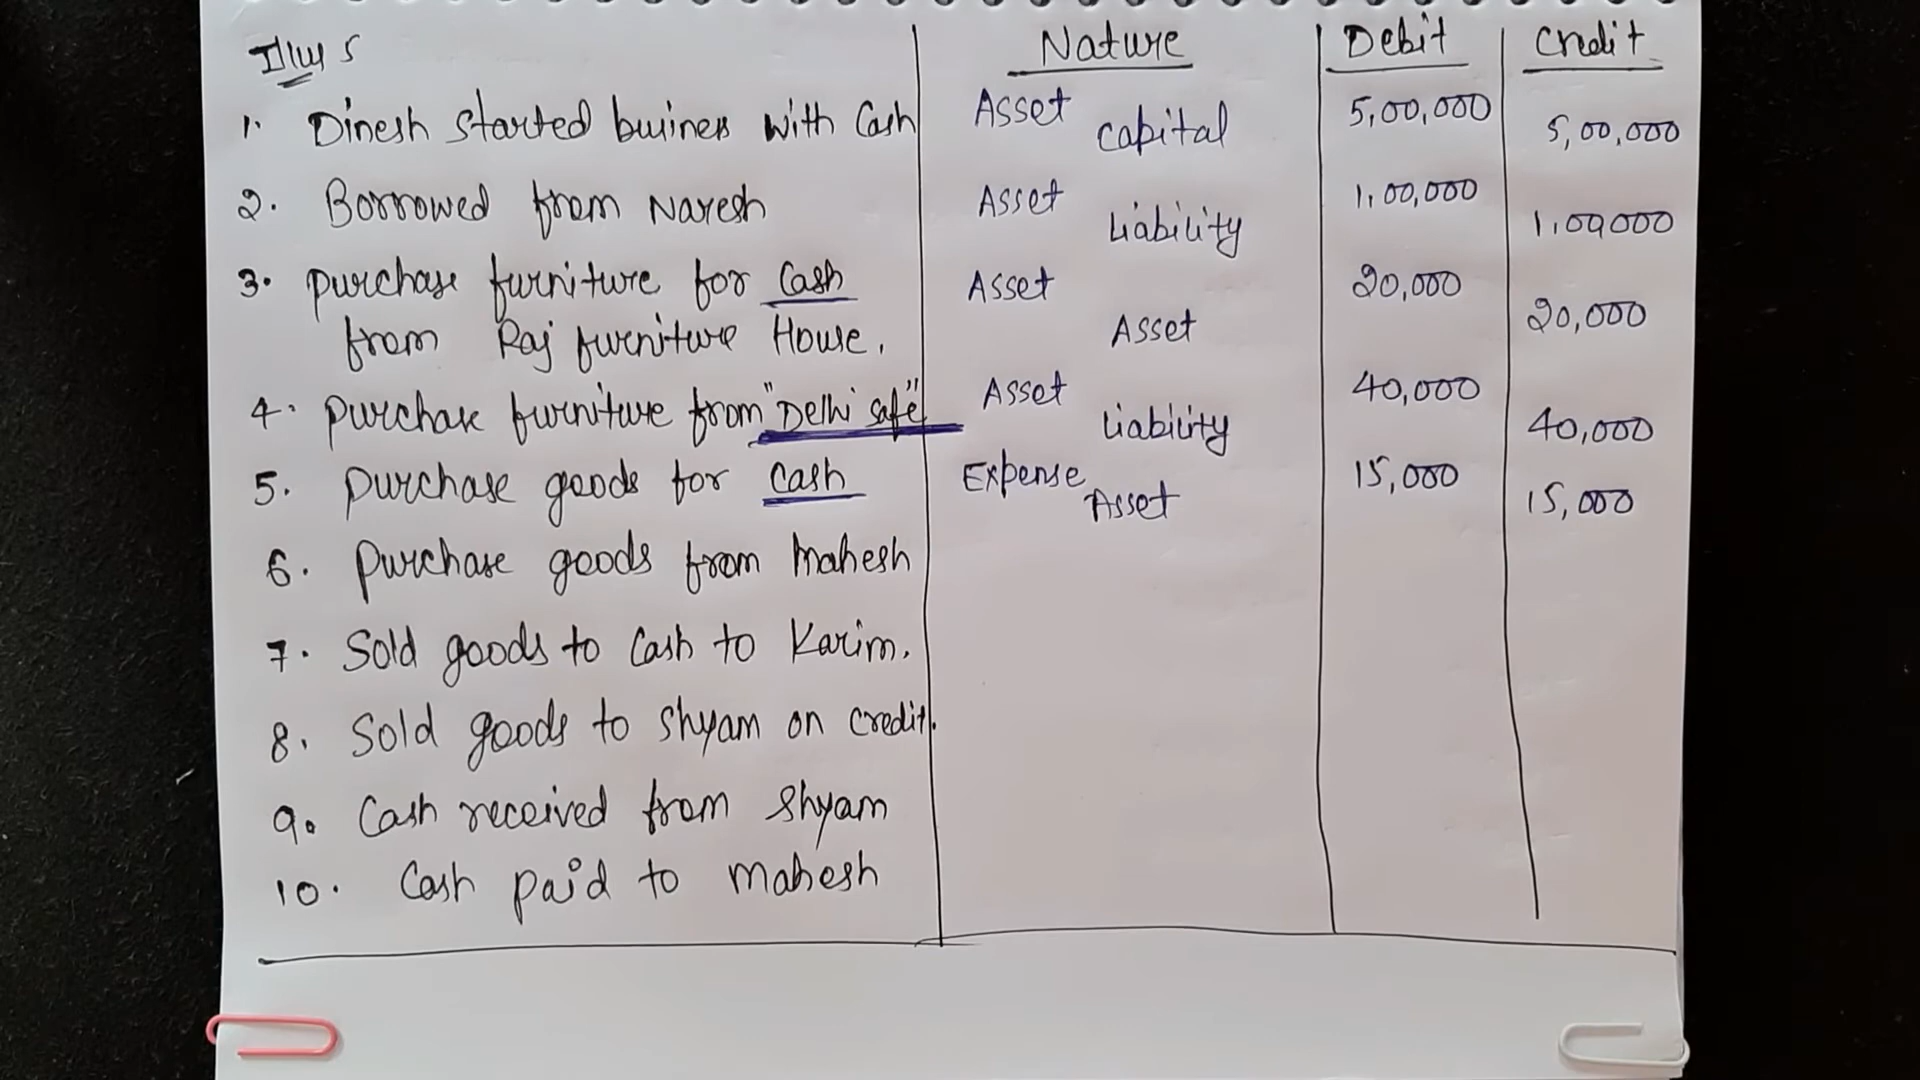 Illus 5
Nature Debit Credit
1. Dinesh started business with Cash Asset 5,00,000
Capital 5,00,000
2. Borrowed from Naresh Asset 1,00,000
Liability 1,00000
3. purchase furniture for Cash Asset 20,000
from Raj furniture House. Asset 20,000
4. purchase furniture from "Delhi safe" Asset 40,000
Liability 40,000
5. purchase goods for Cash Expense 15,000
Asset 15,000
6. purchase goods from Mahesh
7. Sold goods to Cash to Karim.
8. Sold goods to Shyam on credit.
9. Cash received from Shyam
10. Cash paid to Mahesh